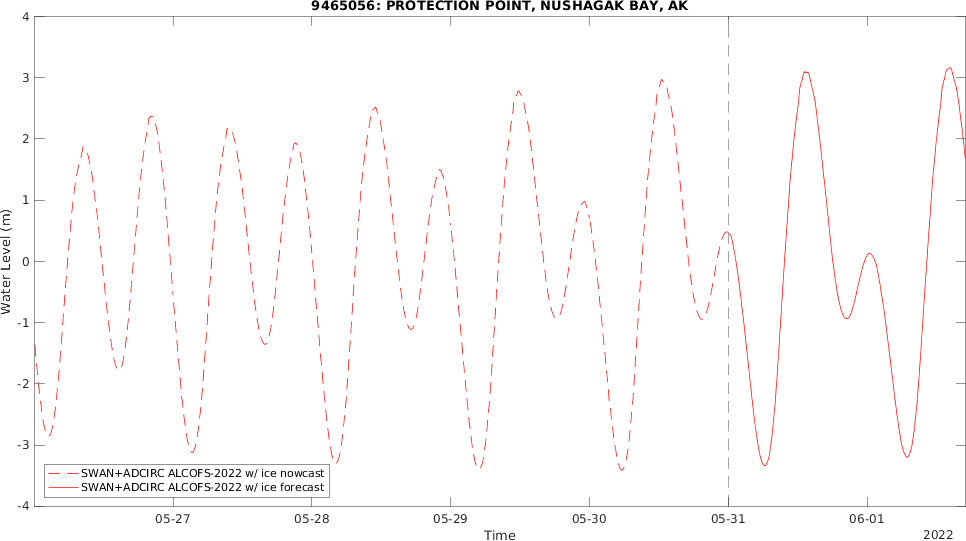 9465056: PROTECTION POINT, NUSHAGAK BAY, AK
4
3
2
1
0
-1
-2
-3
-4
Water Level (m)
SWAN+ADCIRC ALCOFS-2022 w/ ice nowcast
SWAN+ADCIRC ALCOFS-2022 w/ ice forecast
05-27 05-28 05-29 05-30 05-31 06-01
Time
2022